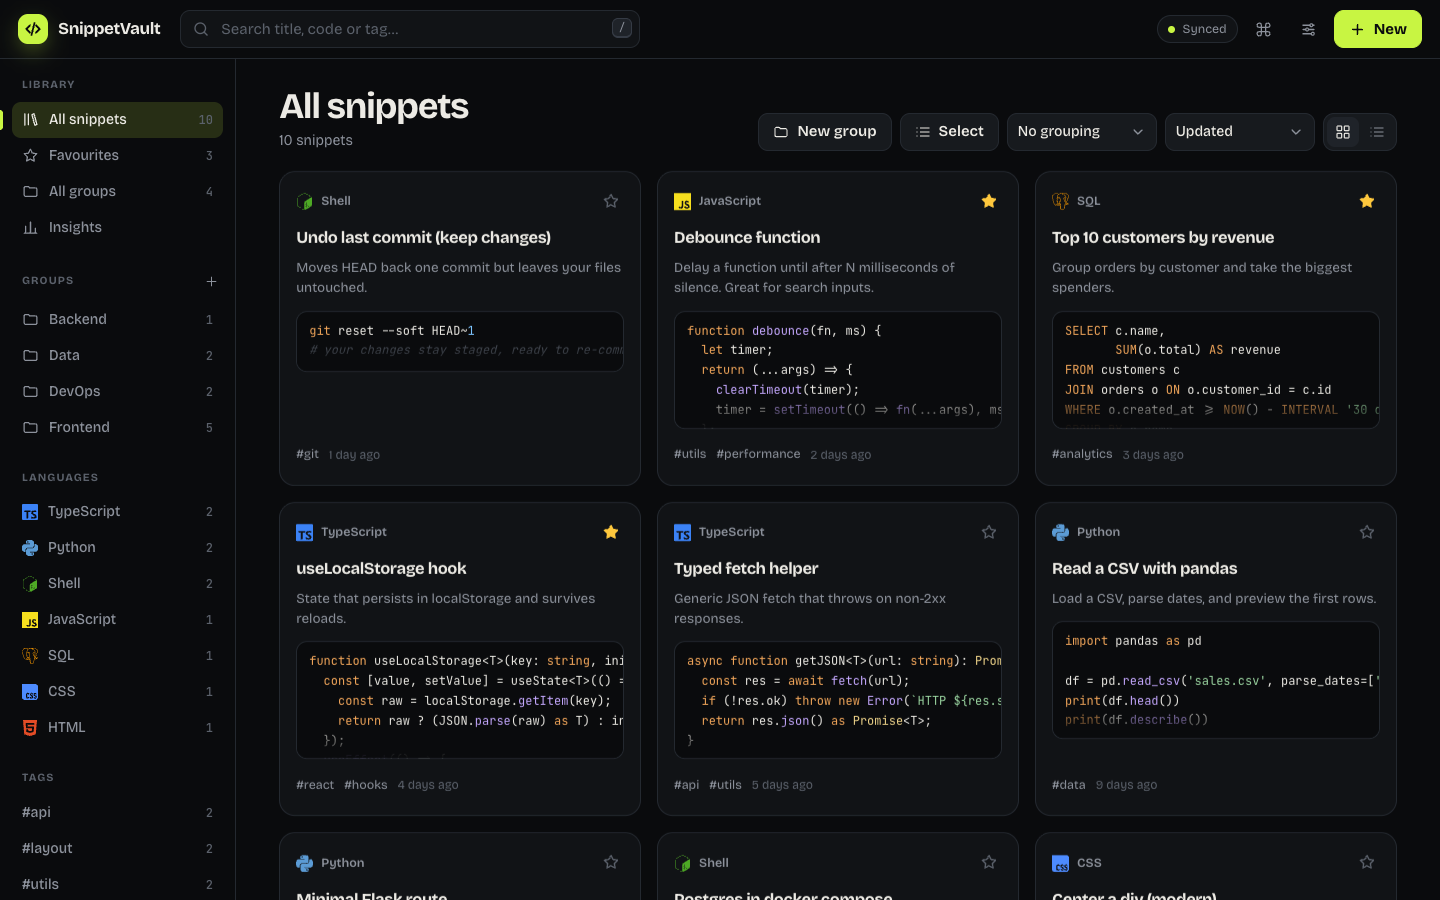 SnippetVault
Search title, code or tag...
/
Synced
New
LIBRARY
All snippets 10
Favourites 3
All groups 4
Insights
GROUPS
Backend 1
Data 2
DevOps 2
Frontend 5
LANGUAGES
TypeScript 2
Python 2
Shell 2
JavaScript 1
SQL 1
CSS 1
HTML 1
TAGS
#api 2
#layout 2
#utils 2
All snippets
10 snippets
New group
Select
No grouping
Updated
Shell
Undo last commit (keep changes)
Moves HEAD back one commit but leaves your files
untouched.
git reset --soft HEAD~1
# your changes stay staged, ready to re-comm
#git 1 day ago
JavaScript
Debounce function
Delay a function until after N milliseconds of
silence. Great for search inputs.
function debounce(fn, ms) {
let timer;
return (...args) => {
clearTimeout(timer);
timer = setTimeout(() => fn(...args), ms
#utils #performance 2 days ago
SQL
Top 10 customers by revenue
Group orders by customer and take the biggest
spenders.
SELECT c.name,
SUM(o.total) AS revenue
FROM customers c
JOIN orders o ON o.customer_id = c.id
WHERE o.created_at >= NOW() - INTERVAL '30 d
#analytics 3 days ago
TypeScript
useLocalStorage hook
State that persists in localStorage and survives
reloads.
function useLocalStorage<T>(key: string, ini
const [value, setValue] = useState<T>(() =
const raw = localStorage.getItem(key);
return raw ? (JSON.parse(raw) as T) : in
});
#react #hooks 4 days ago
TypeScript
Typed fetch helper
Generic JSON fetch that throws on non-2xx
responses.
async function getJSON<T>(url: string): Prom
const res = await fetch(url);
if (!res.ok) throw new Error(`HTTP ${res.s
return res.json() as Promise<T>;
}
#api #utils 5 days ago
Python
Read a CSV with pandas
Load a CSV, parse dates, and preview the first rows.
import pandas as pd
df = pd.read_csv('sales.csv', parse_dates=['
print(df.head())
print(df.describe())
#data 9 days ago
Python
Minimal Flask route
Shell
Postgres in docker compose
CSS
Center a div (modern)